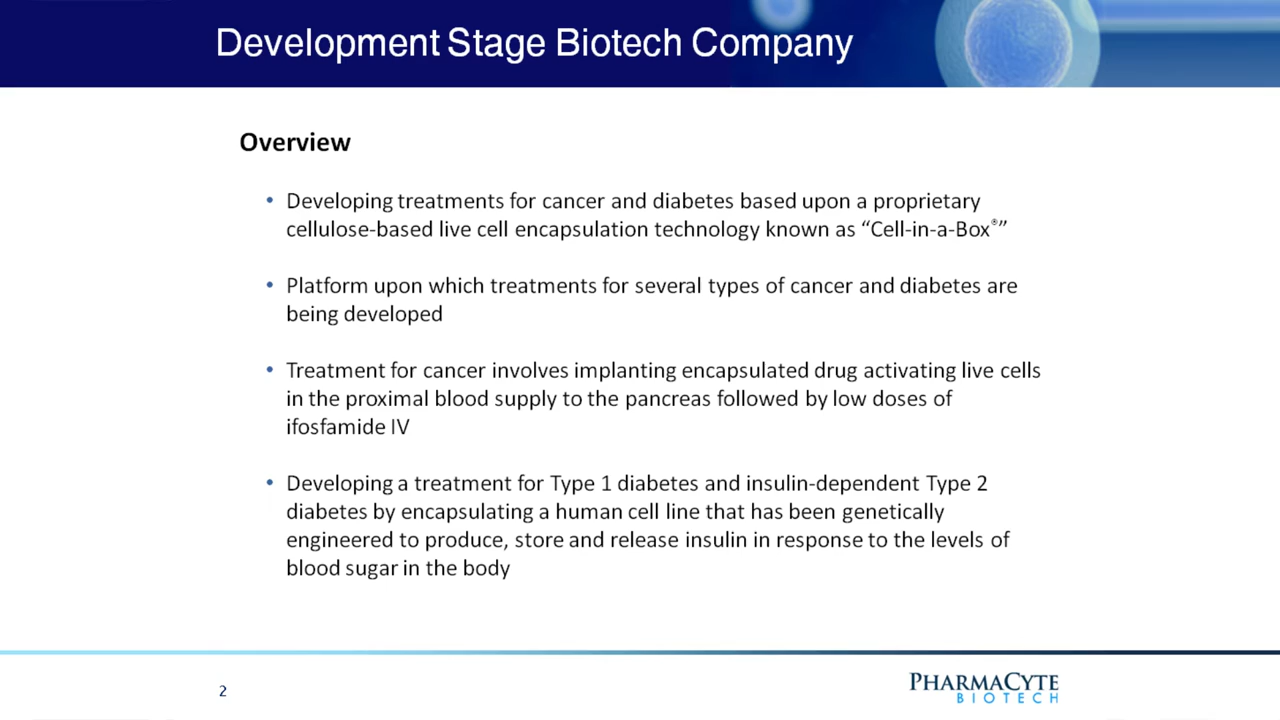 Development Stage Biotech Company
Overview
• Developing treatments for cancer and diabetes based upon a proprietary
cellulose-based live cell encapsulation technology known as “Cell-in-a-Box®”
• Platform upon which treatments for several types of cancer and diabetes are
being developed
• Treatment for cancer involves implanting encapsulated drug activating live cells
in the proximal blood supply to the pancreas followed by low doses of
ifosfamide IV
• Developing a treatment for Type 1 diabetes and insulin-dependent Type 2
diabetes by encapsulating a human cell line that has been genetically
engineered to produce, store and release insulin in response to the levels of
blood sugar in the body
2
PHARMACYTE
BIOTECH